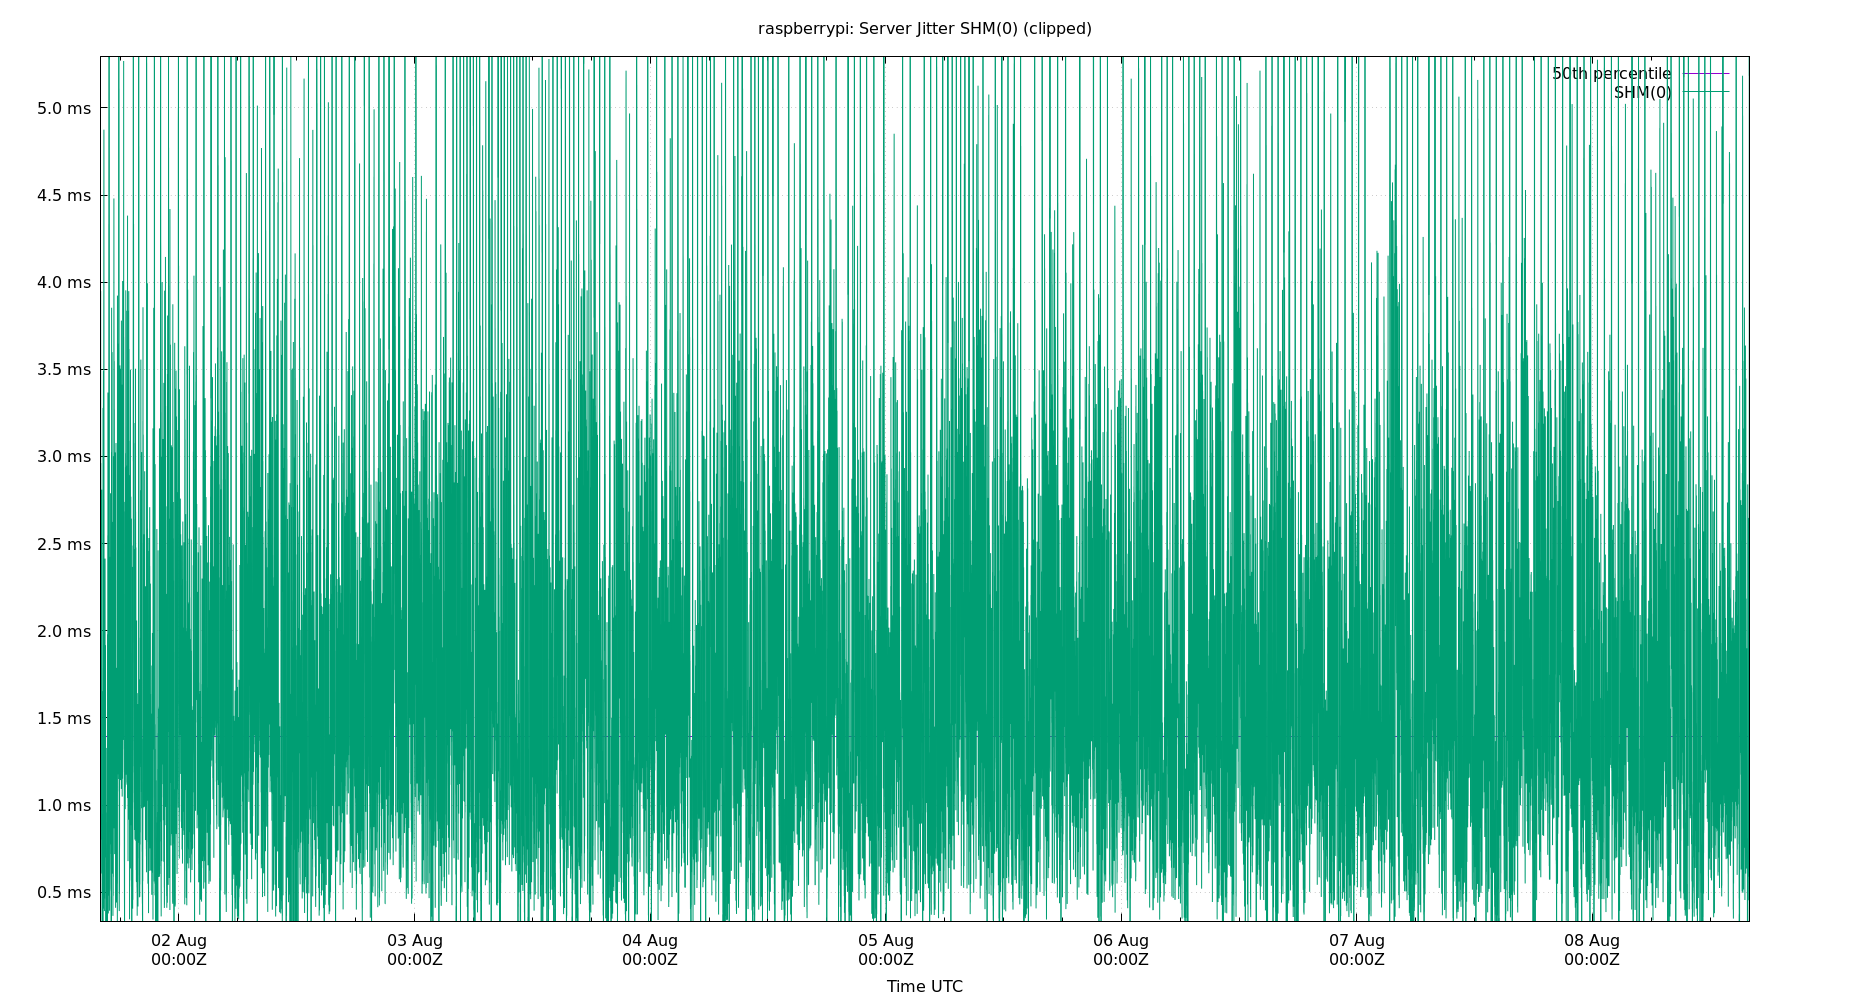 raspberrypi: Server Jitter SHM(0) (clipped)
50th percentile
SHM(0)
5.0 ms
4.5 ms
4.0 ms
3.5 ms
3.0 ms
2.5 ms
2.0 ms
1.5 ms
1.0 ms
0.5 ms
02 Aug 03 Aug 04 Aug 05 Aug 06 Aug 07 Aug 08 Aug
00:00Z 00:00Z 00:00Z 00:00Z 00:00Z 00:00Z 00:00Z
Time UTC